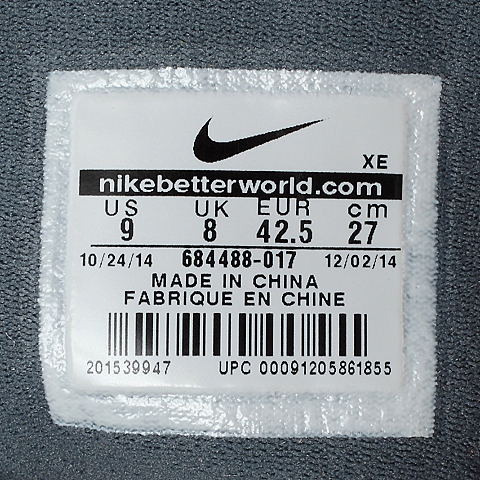 XE
nikebetterworld.com
US UK EUR cm
9 8 42.5 27
10/24/14 684488-017 12/02/14
MADE IN CHINA
FABRIQUE EN CHINE
201539947 UPC 00091205861855